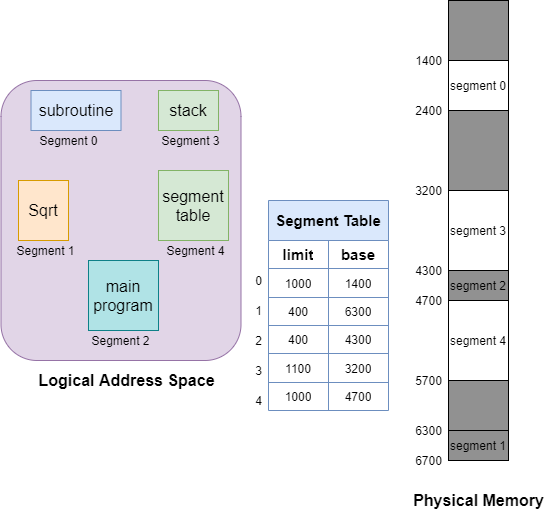 subroutine
Segment 0
stack
Segment 3
Sqrt
Segment 1
segment
table
Segment 4
main
program
Segment 2
Logical Address Space
Segment Table
limit base
0 1000 1400
1 400 6300
2 400 4300
3 1100 3200
4 1000 4700
1400
segment 0
2400
3200
segment 3
4300
segment 2
4700
segment 4
5700
6300
segment 1
6700
Physical Memory